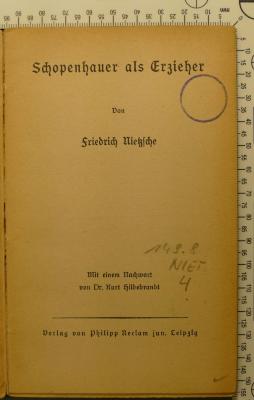 Schopenhauer als Erzieher
Von
Friedrich Nietzsche
149.8
NIET
4
Mit einem Nachwort
von Dr. Kurt Hildebrandt
Verlag von Philipp Reclam jun. Leipzig